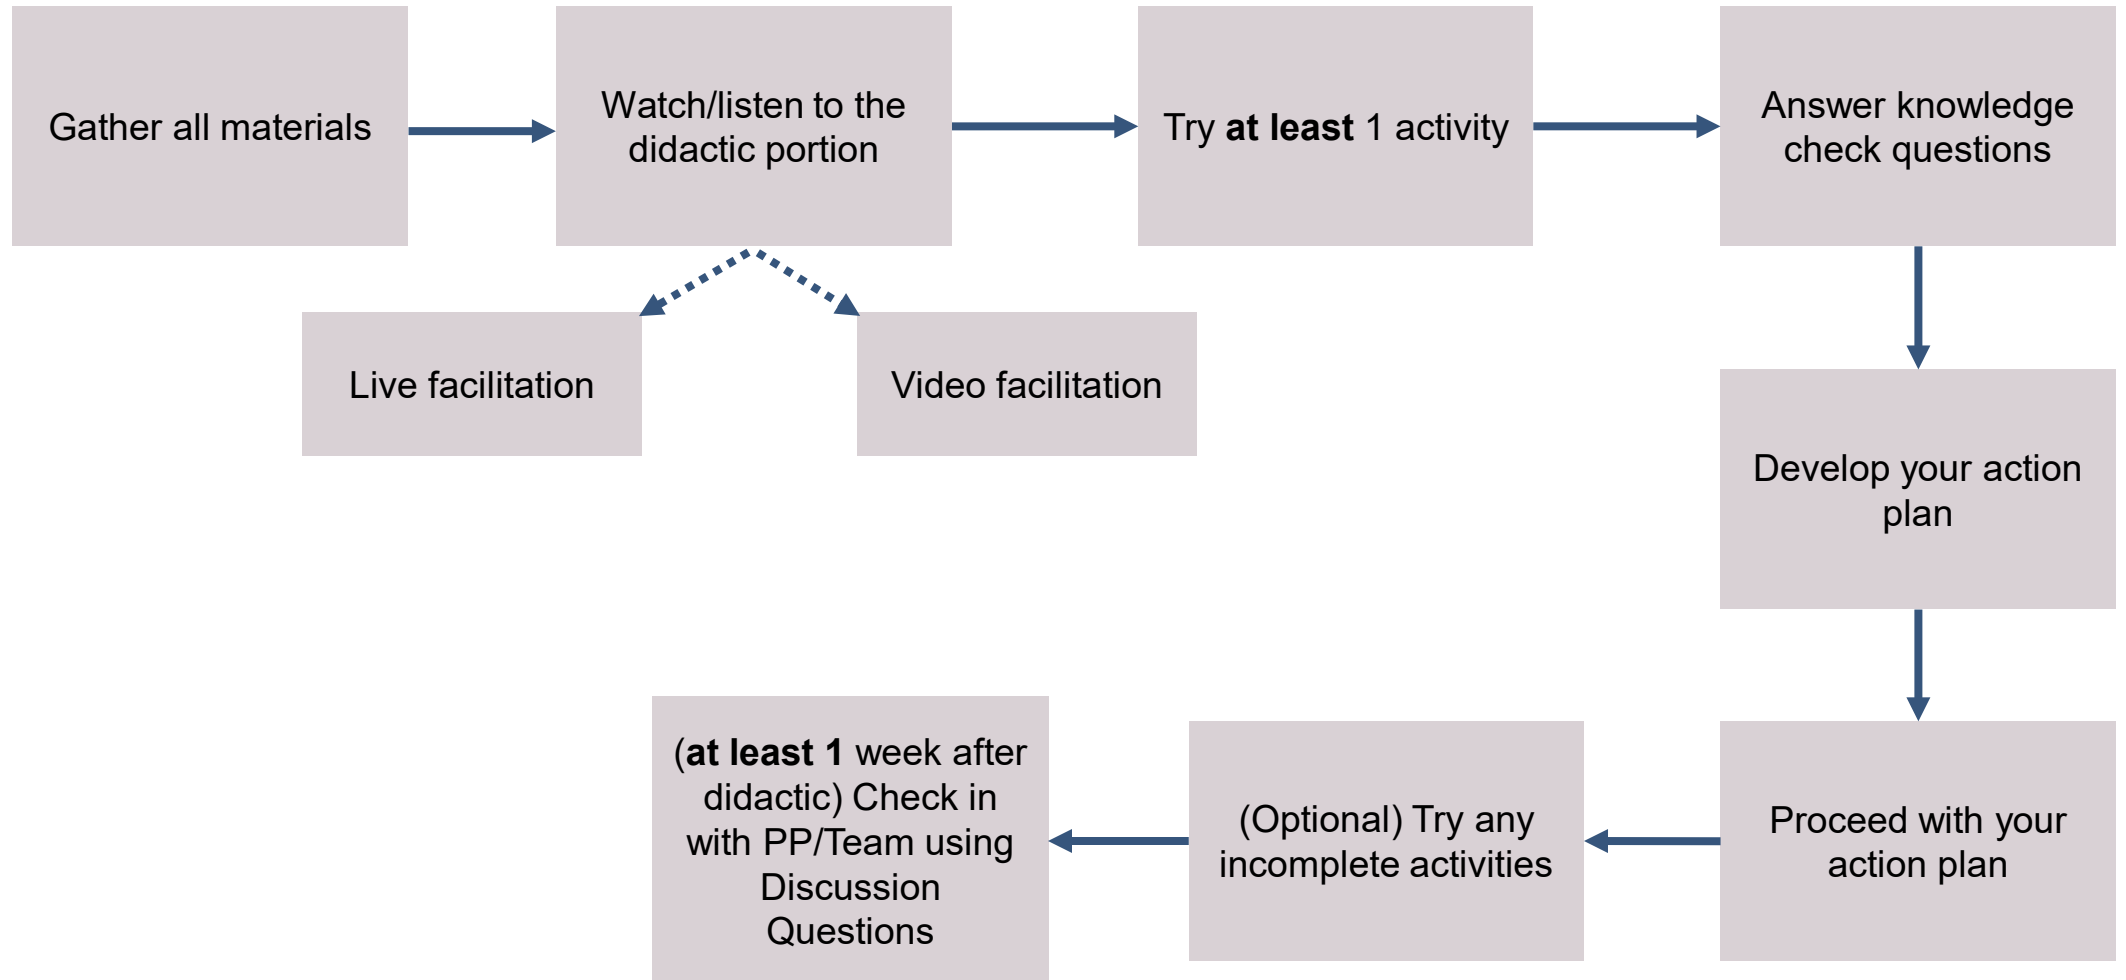 Gather all materials
Watch/listen to the
didactic portion
Try at least 1 activity
Answer knowledge
check questions
Live facilitation
Video facilitation
Develop your action
plan
Proceed with your
action plan
(Optional) Try any
incomplete activities
(at least 1 week after
didactic) Check in
with PP/Team using
Discussion
Questions